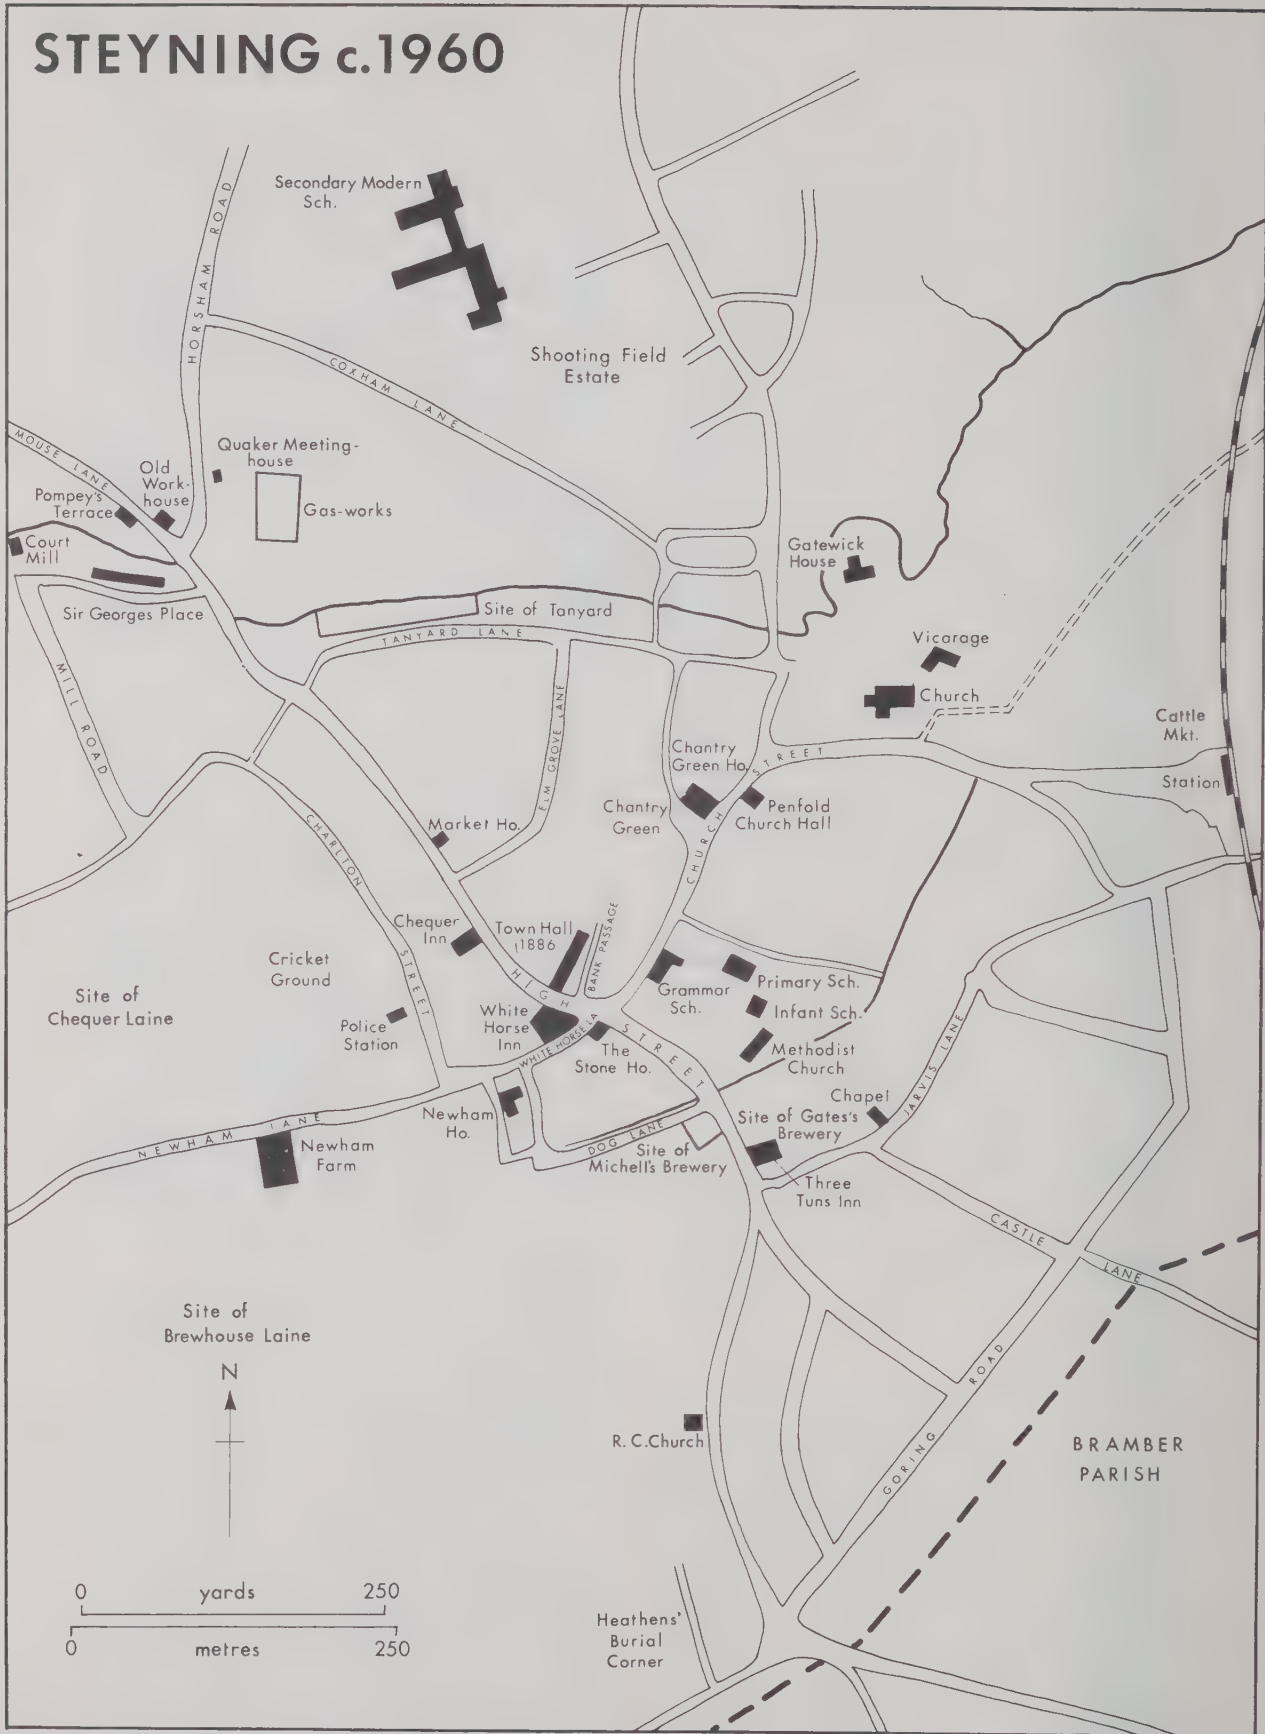 STEYNING c.1960
Secondary Modern
Sch.
HORSHAM ROAD
COXHAM LANE
Shooting Field
Estate
MOUSE LANE
Quaker Meeting-
house
Old
Work-
house
Pompey's
Terrace
Gas-works
Court
Mill
Sir Georges Place
Gatewick
House
Site of Tanyard
TANYARD LANE
Vicarage
Church
MILL ROAD
ELM GROVE LANE
Cattle
Mkt.
Station
Chantry
Green Ho.
CHURCH STREET
Chantry
Green
Penfold
Church Hall
Market Ho.
CHARLTON STREET
Chequer
Inn
Town Hall
1886
BANK PASSAGE
Cricket
Ground
HIGH STREET
Grammar
Sch.
Primary Sch.
Infant Sch.
Site of
Chequer Laine
Police
Station
White
Horse
Inn
WHITE HORSE LA
The
Stone Ho.
Methodist
Church
JARVIS LANE
Chapel
Newham
Ho.
NEWHAM LANE
Newham
Farm
DOG LANE
Site of
Michell's Brewery
Site of Gates's
Brewery
Three
Tuns Inn
CASTLE LANE
Site of
Brewhouse Laine
N
GORING ROAD
R. C. Church
BRAMBER
PARISH
0 yards 250
0 metres 250
Heathens'
Burial
Corner